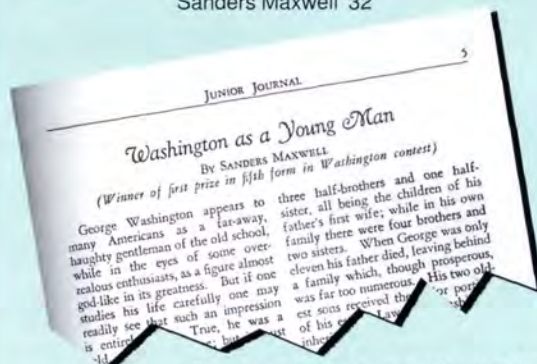 Sanders Maxwell '32
5
JUNIOR JOURNAL
Washington as a Young Man
BY SANDERS MAXWELL
(Winner of first prize in fifth form in Washington contest)
George Washington appears to
many Americans as a far-away,
haughty gentleman of the old school,
while in the eyes of some over-
zealous enthusiasts, as a figure almost
god-like in its greatness. But if one
studies his life carefully one may
readily see that such an impression
is True, he was a
three half-brothers and one half-
sister, all being the children of his
father's first wife; while in his own
family there were four brothers and
two sisters. When George was only
eleven his father died, leaving behind
a family which, though prosperous,
was far too numerous. His two old-
est sons received the
of his